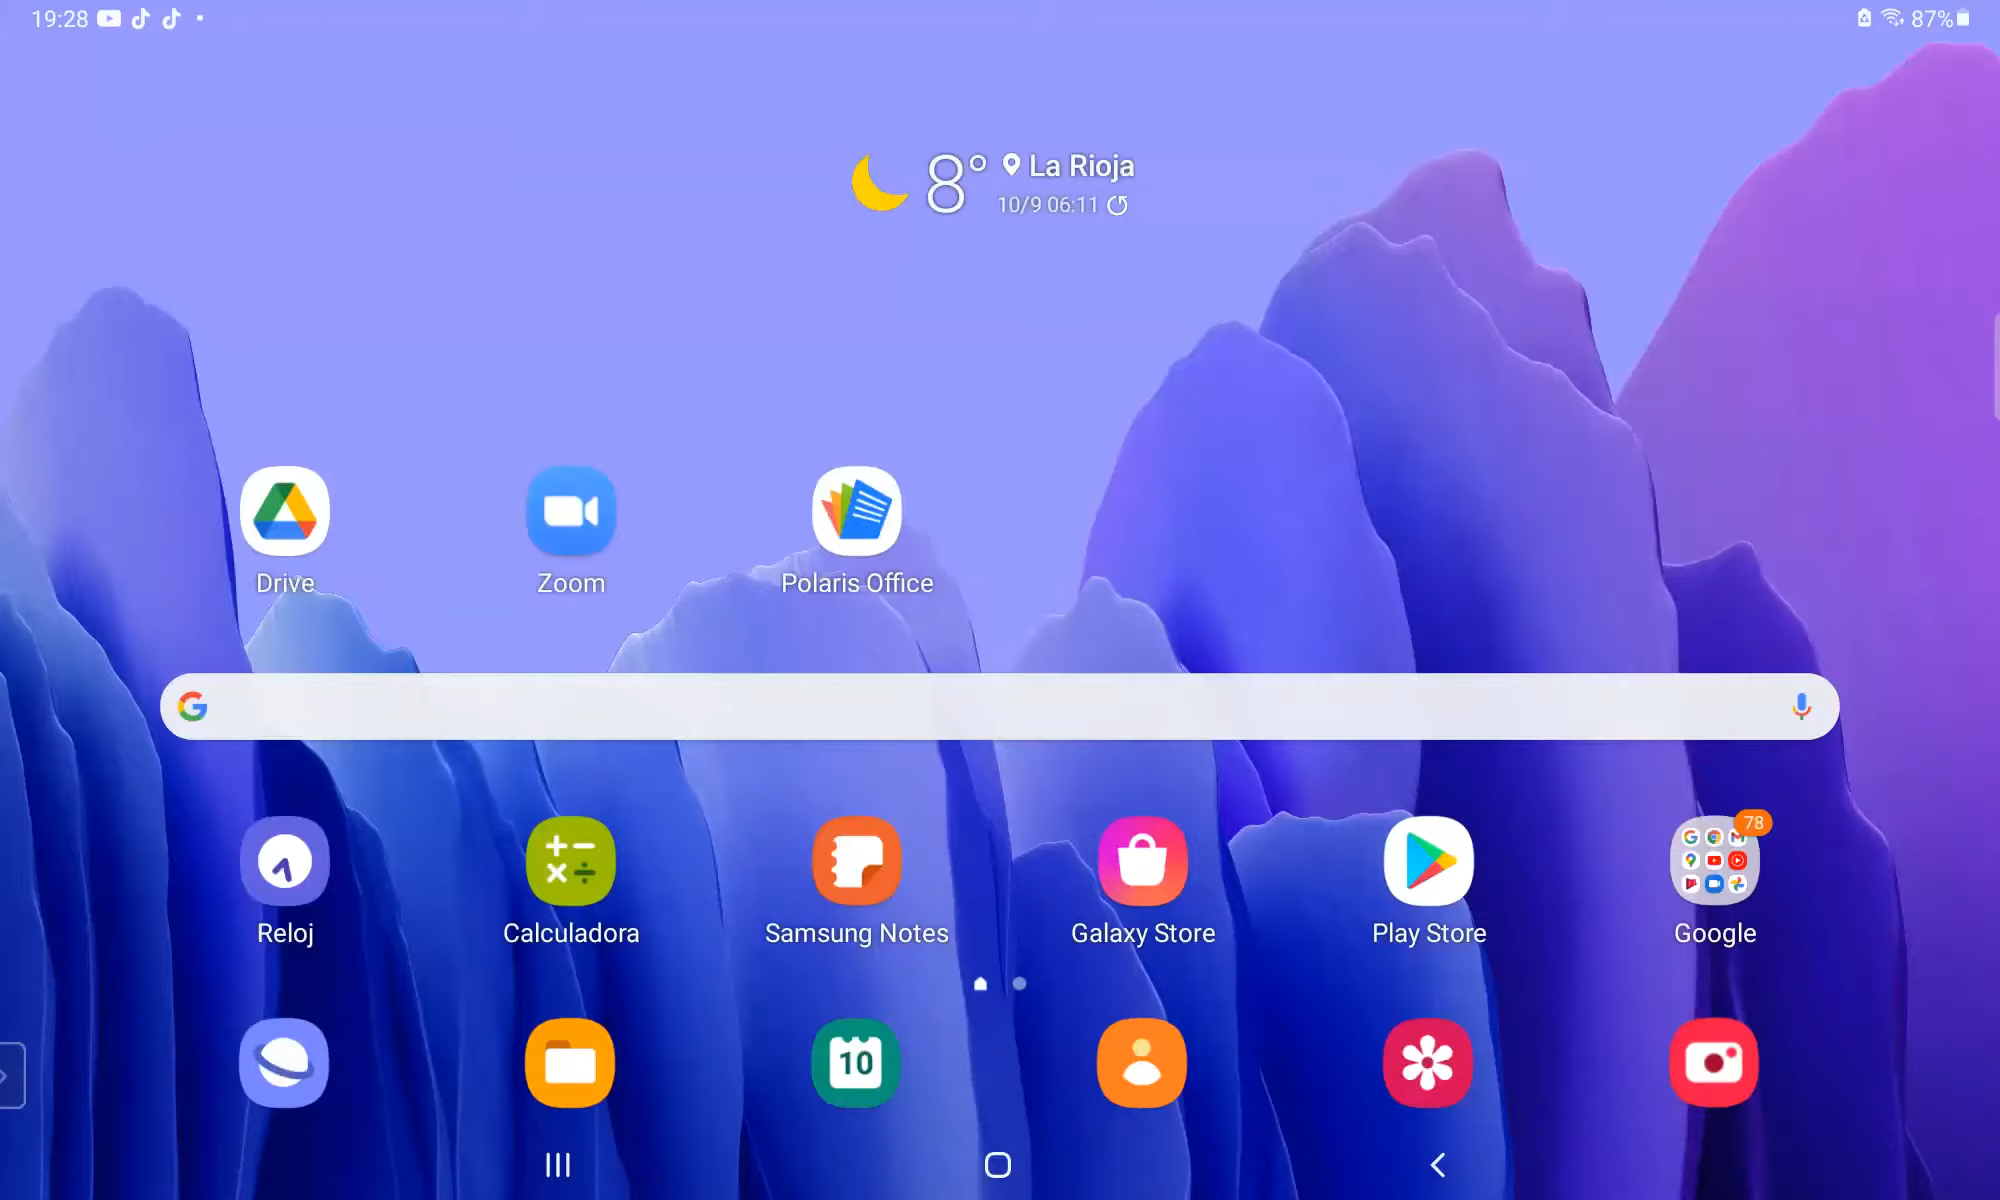 19:28
87%
8° La Rioja
10/9 06:11
Drive
Zoom
Polaris Office
78
Reloj
Calculadora
Samsung Notes
Galaxy Store
Play Store
Google
10